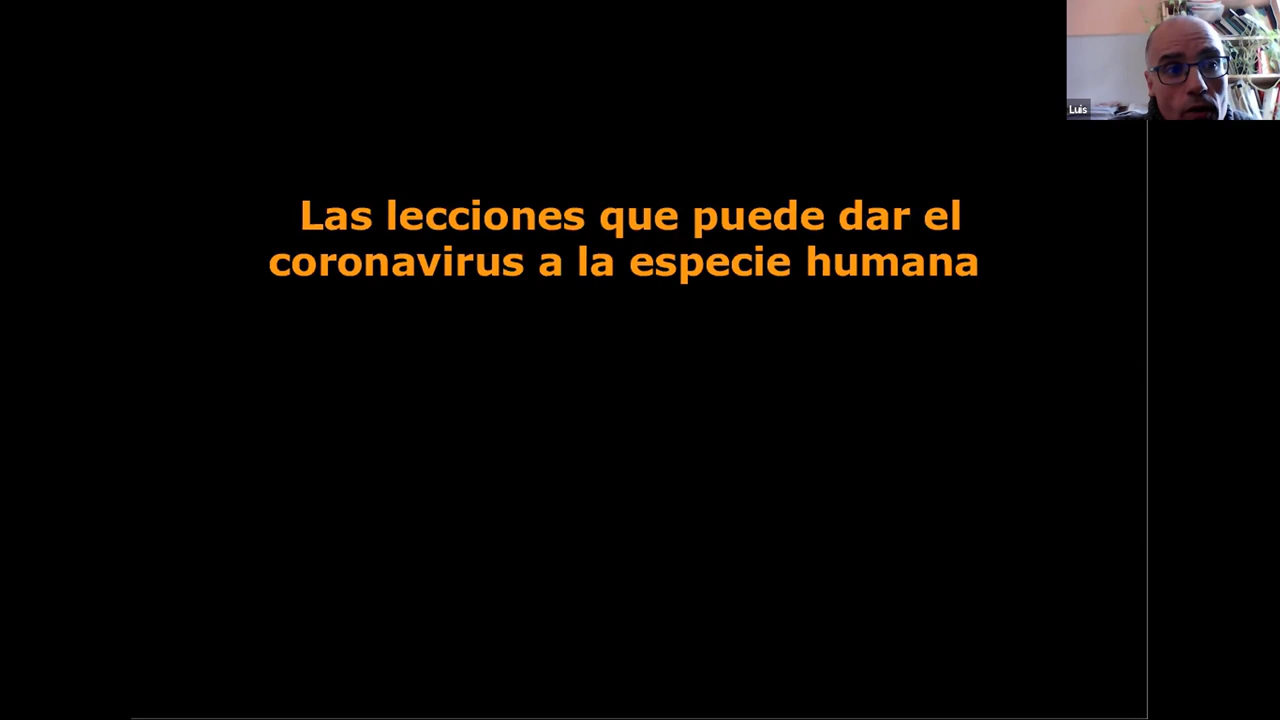 Luis
Las lecciones que puede dar el
coronavirus a la especie humana